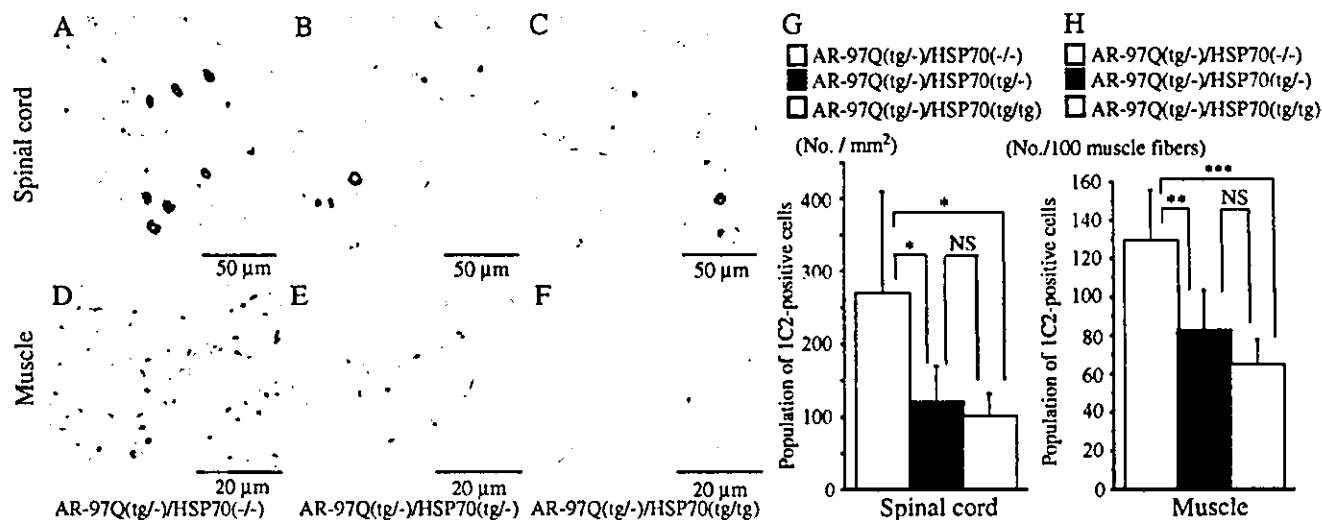 A
B
C
Spinal cord
50 μm
50 μm
50 μm
D
E
F
Muscle
20 μm
20 μm
20 μm
AR-97Q(tg/-)/HSP70(-/-)
AR-97Q(tg/-)/HSP70(tg/-)
AR-97Q(tg/-)/HSP70(tg/tg)
G
AR-97Q(tg/-)/HSP70(-/-)
AR-97Q(tg/-)/HSP70(tg/-)
AR-97Q(tg/-)/HSP70(tg/tg)
(No. / mm²)
Population of 1C2-positive cells
400
300
200
100
0
*
*
NS
Spinal cord
H
AR-97Q(tg/-)/HSP70(-/-)
AR-97Q(tg/-)/HSP70(tg/-)
AR-97Q(tg/-)/HSP70(tg/tg)
(No./100 muscle fibers)
Population of 1C2-positive cells
160
140
120
100
80
60
40
20
0
***
**
NS
Muscle